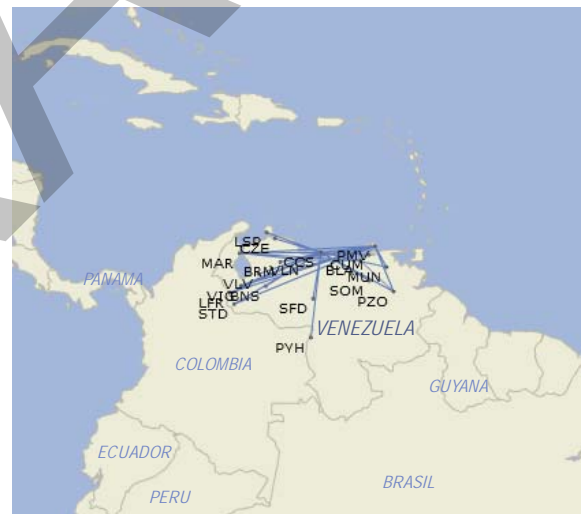 LSP
CZE
MAR
PMV
CCS
CUM
BRM
VLN
BLA
MUN
VLV
SOM
VIG
BNS
PZO
LFR
SFD
STD
PYH
PANAMA
VENEZUELA
COLOMBIA
GUYANA
ECUADOR
BRASIL
PERU